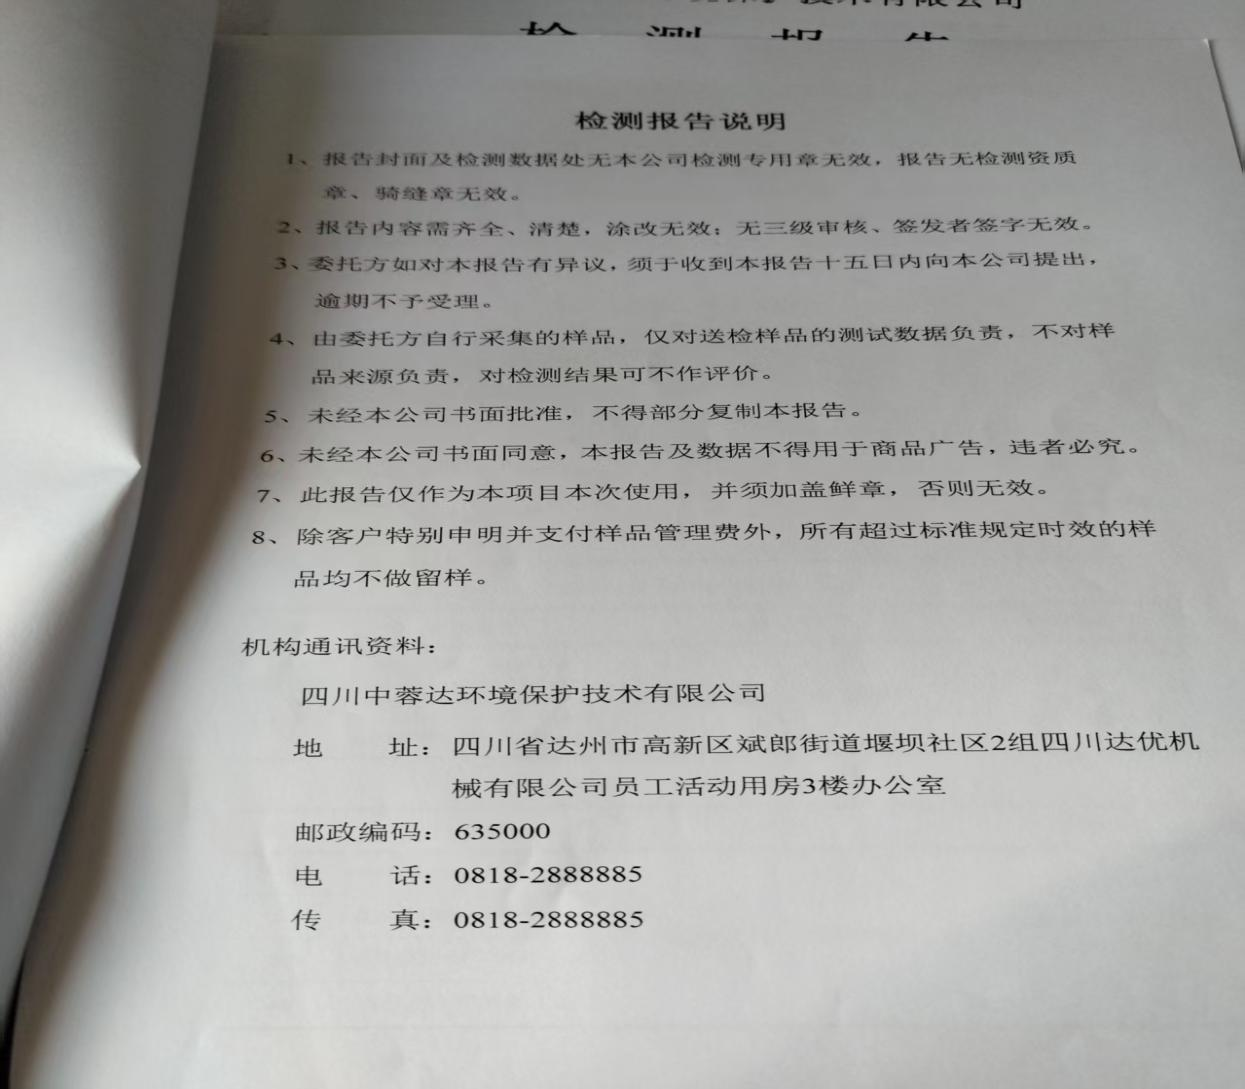 技术有限公司
检 测 报 告
检测报告说明
1、报告封面及检测数据处无本公司检测专用章无效，报告无检测资质
章、骑缝章无效。
2、报告内容需齐全、清楚，涂改无效；无三级审核、签发者签字无效。
3、委托方如对本报告有异议，须于收到本报告十五日内向本公司提出，
逾期不予受理。
4、由委托方自行采集的样品，仅对送检样品的测试数据负责，不对样
品来源负责，对检测结果可不作评价。
5、未经本公司书面批准，不得部分复制本报告。
6、未经本公司书面同意，本报告及数据不得用于商品广告，违者必究。
7、此报告仅作为本项目本次使用，并须加盖鲜章，否则无效。
8、除客户特别申明并支付样品管理费外，所有超过标准规定时效的样
品均不做留样。
机构通讯资料：
四川中蓉达环境保护技术有限公司
地 址：四川省达州市高新区斌郎街道堰坝社区2组四川达优机
械有限公司员工活动用房3楼办公室
邮政编码：635000
电 话：0818-2888885
传 真：0818-2888885